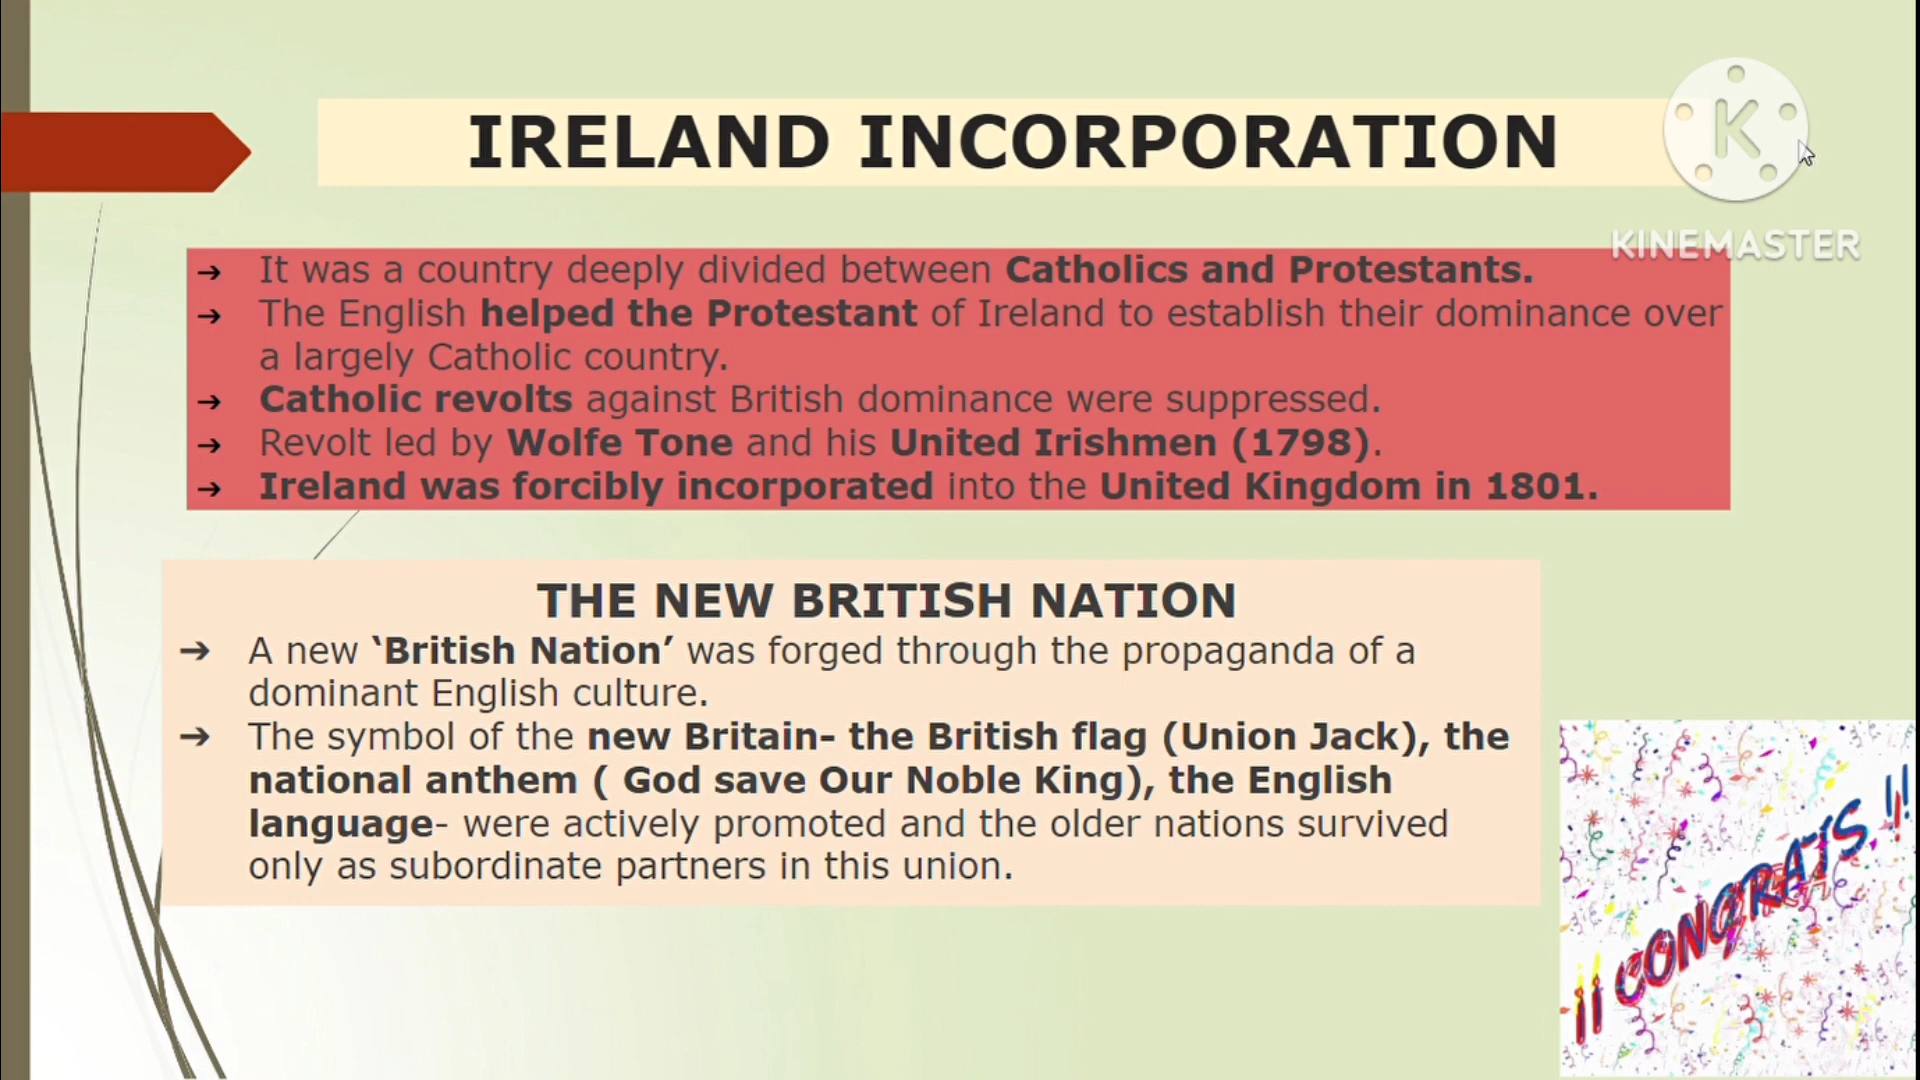 IRELAND INCORPORATION
K
KINEMASTER
➔ It was a country deeply divided between Catholics and Protestants.
➔ The English helped the Protestant of Ireland to establish their dominance over
a largely Catholic country.
➔ Catholic revolts against British dominance were suppressed.
➔ Revolt led by Wolfe Tone and his United Irishmen (1798).
➔ Ireland was forcibly incorporated into the United Kingdom in 1801.
THE NEW BRITISH NATION
➔ A new ‘British Nation’ was forged through the propaganda of a
dominant English culture.
➔ The symbol of the new Britain- the British flag (Union Jack), the
national anthem ( God save Our Noble King), the English
language- were actively promoted and the older nations survived
only as subordinate partners in this union.
¡¡ CONGRATS !!